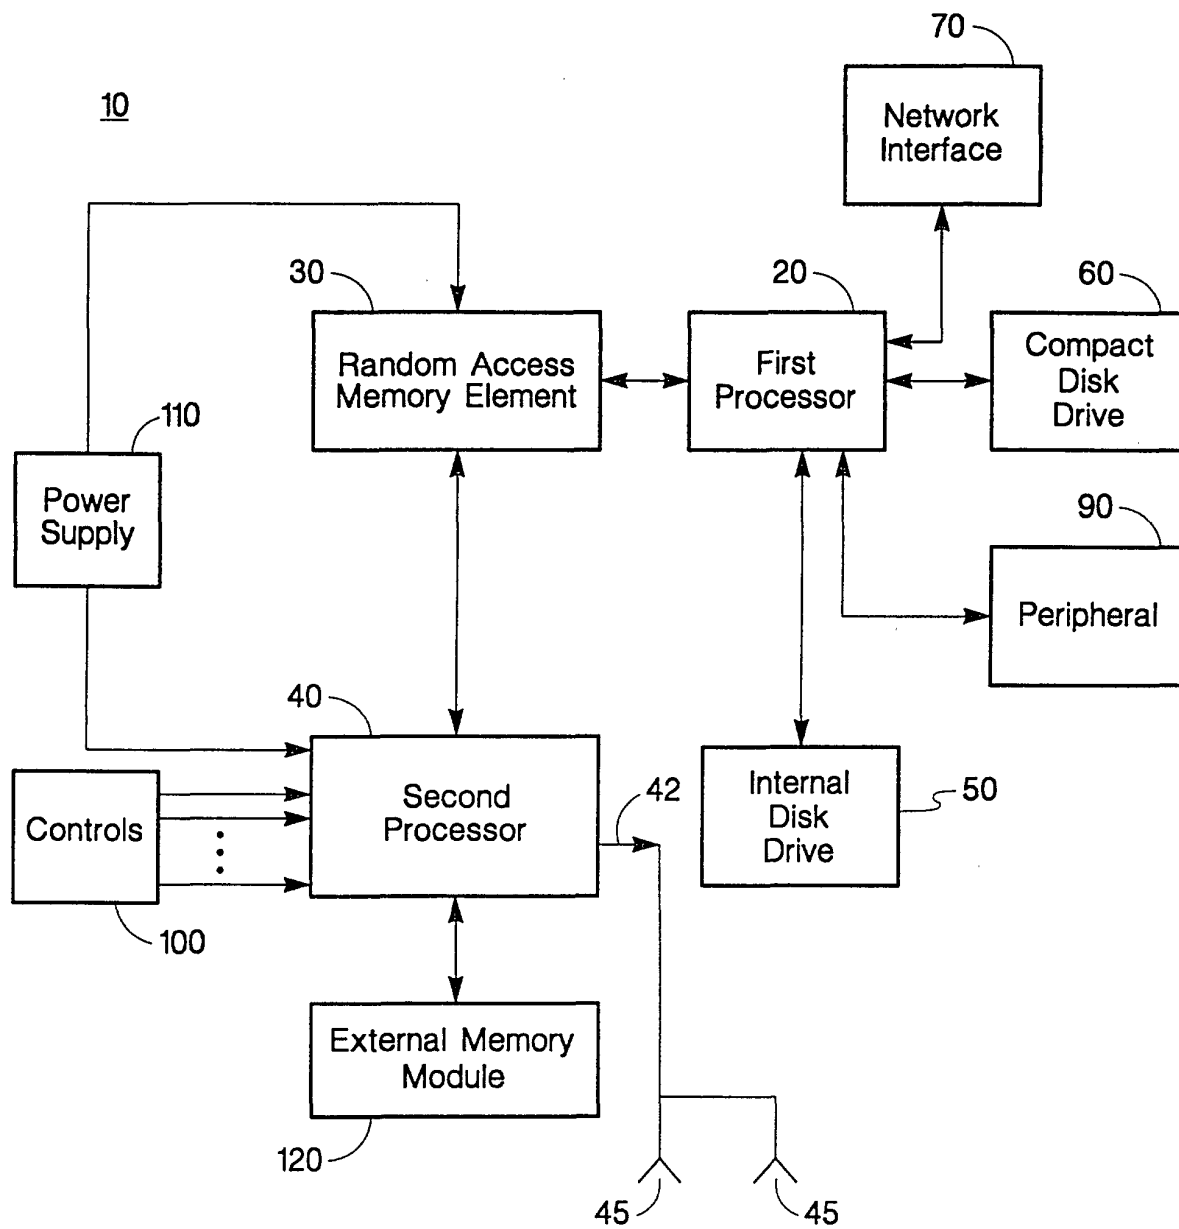 70
10
Network
Interface
30
20
60
Random Access
Memory Element
First
Processor
Compact
Disk
Drive
110
Power
Supply
90
Peripheral
40
Second
Processor
42
Internal
Disk
Drive
50
Controls
100
External Memory
Module
120
45
45